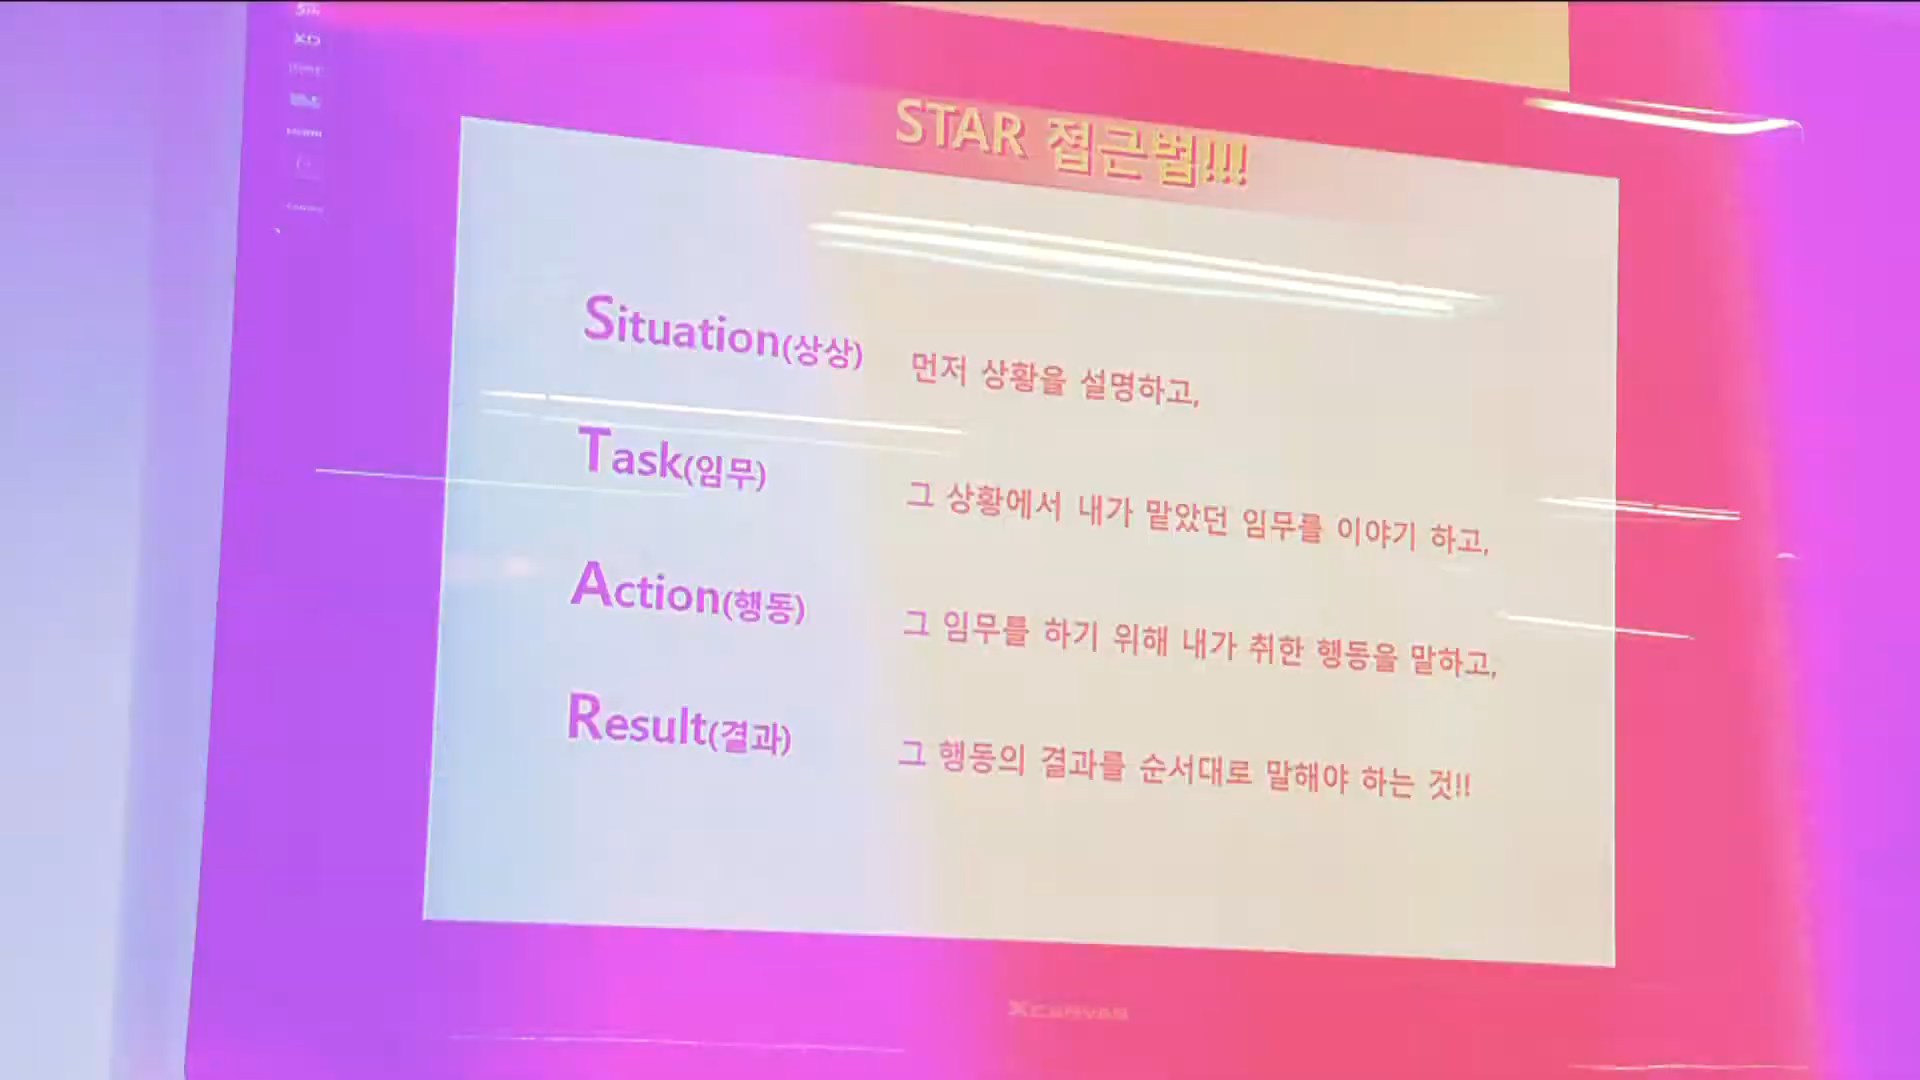 XD
STAR 접근법!!!
Situation(상상) 먼저 상황을 설명하고,
Task(임무) 그 상황에서 내가 맡았던 임무를 이야기 하고,
Action(행동) 그 임무를 하기 위해 내가 취한 행동을 말하고,
Result(결과) 그 행동의 결과를 순서대로 말해야 하는 것!!
XCANVAS